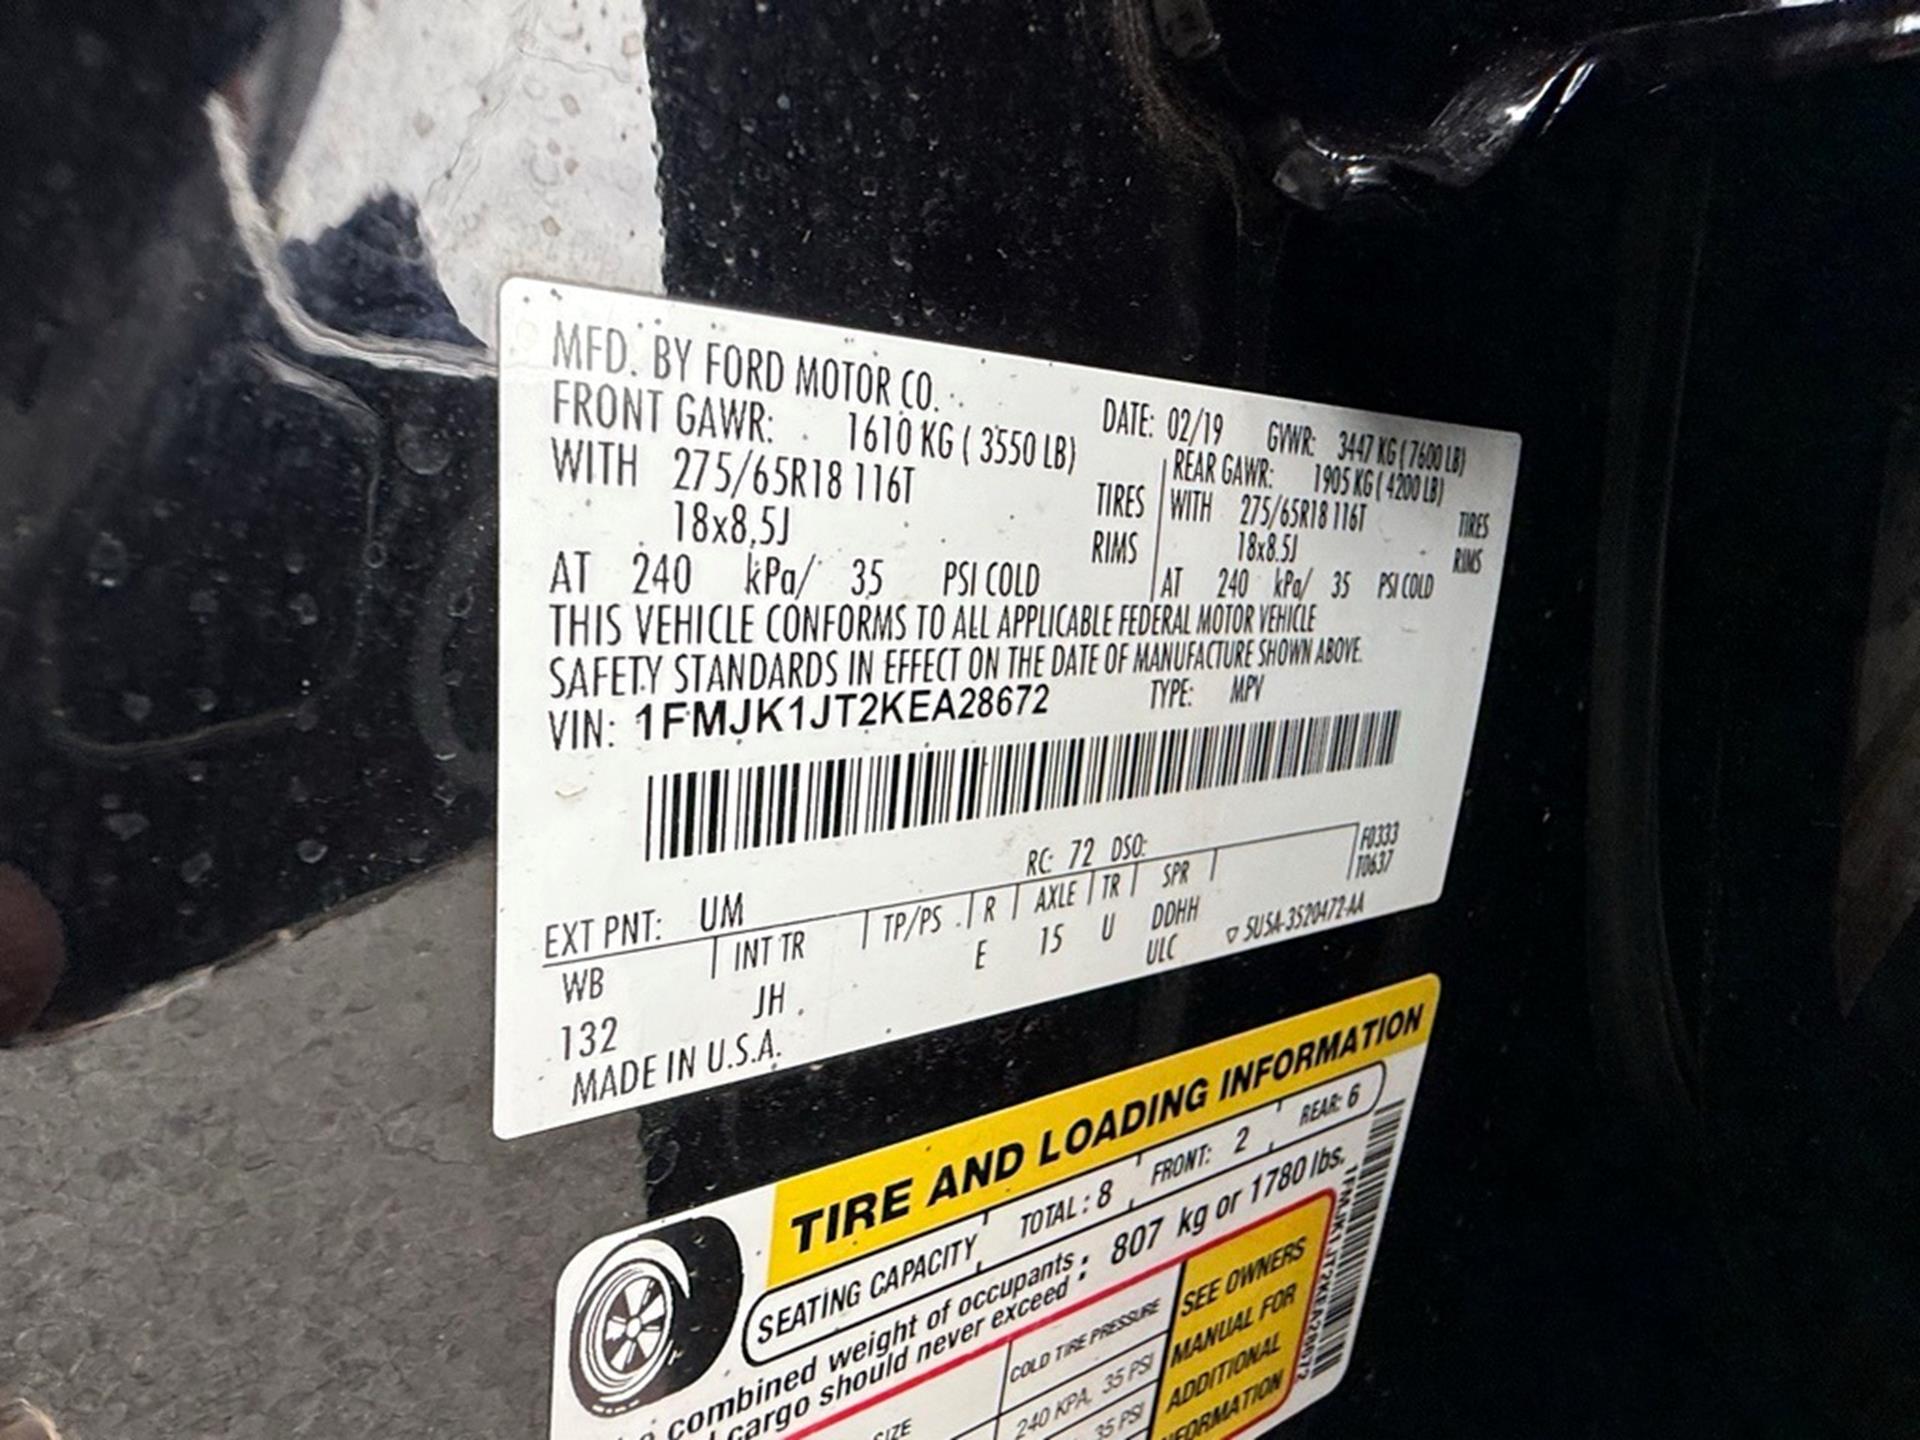 MFD. BY FORD MOTOR CO.
DATE: 02/19 GVWR: 3447 KG ( 7600 LB)
FRONT GAWR: 1610 KG ( 3550 LB) REAR GAWR: 1905 KG ( 4200 LB)
WITH 275/65R18 116T TIRES WITH 275/65R18 116T TIRES
18x8.5J RIMS 18x8.5J RIMS
AT 240 kPa/ 35 PSI COLD AT 240 kPa/ 35 PSI COLD
THIS VEHICLE CONFORMS TO ALL APPLICABLE FEDERAL MOTOR VEHICLE
SAFETY STANDARDS IN EFFECT ON THE DATE OF MANUFACTURE SHOWN ABOVE.
VIN: 1FMJK1JT2KEA28672 TYPE: MPV
F0333
T0637
EXT PNT: UM RC: 72 DSO:
WB INT TR TP/PS R AXLE TR SPR
132 JH E 15 U DDHH
ULC
MADE IN U.S.A. 5U5A-3520472-AA
TIRE AND LOADING INFORMATION
SEATING CAPACITY TOTAL : 8 FRONT: 2 REAR: 6
combined weight of occupants
cargo should never exceed : 807 kg or 1780 lbs.
COLD TIRE PRESSURE
240 KPA, 35 PSI
35 PSI
SEE OWNERS
MANUAL FOR
ADDITIONAL
1FMJK1JT2KEA28672